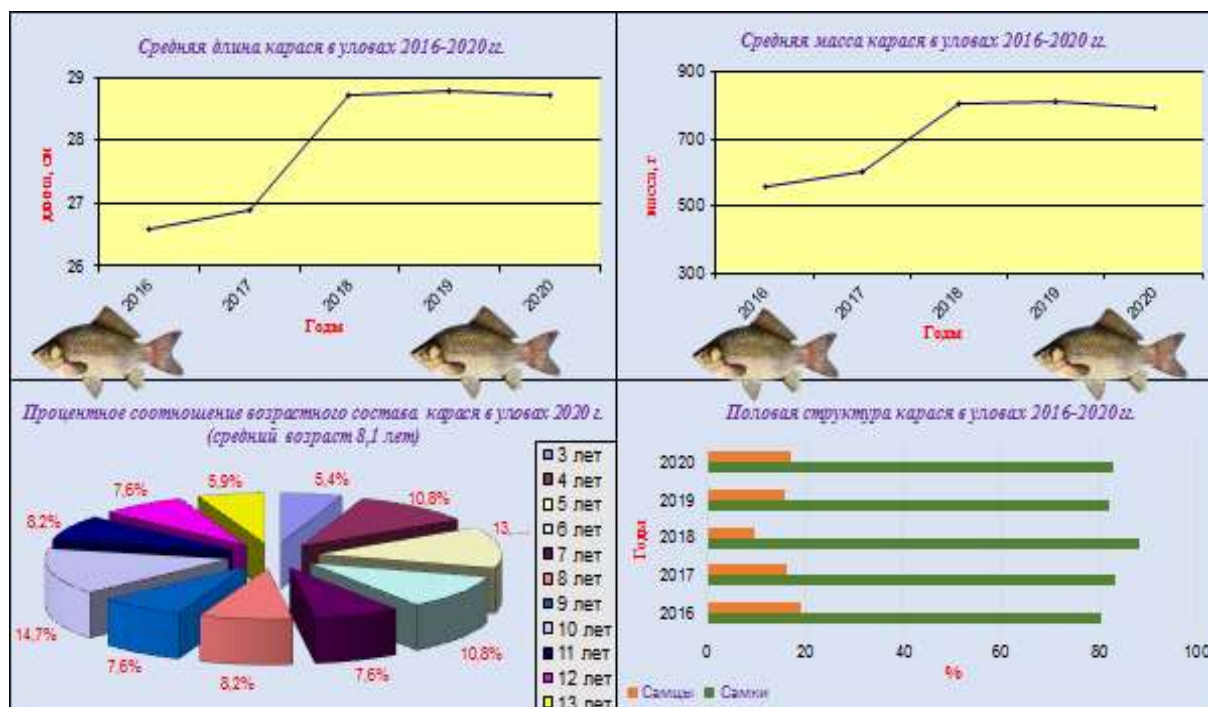 Средняя длина карася в уловах 2016-2020 гг.
29
28
27
26
длина, см
2016
2017
2018
2019
2020
Годы
Средняя масса карася в уловах 2016-2020 гг.
900
700
500
300
масса, г
2016
2017
2018
2019
2020
Годы
Процентное соотношение возрастного состава карася в уловах 2020 г.
(средний возраст 8,1 лет)
5,4%
10,8%
13,...
10,8%
7,6%
8,2%
7,6%
14,7%
8,2%
7,6%
5,9%
3 лет
4 лет
5 лет
6 лет
7 лет
8 лет
9 лет
10 лет
11 лет
12 лет
13 лет
Половая структура карася в уловах 2016-2020 гг.
Годы
2020
2019
2018
2017
2016
0 20 40 60 80 100
%
Самцы Самки